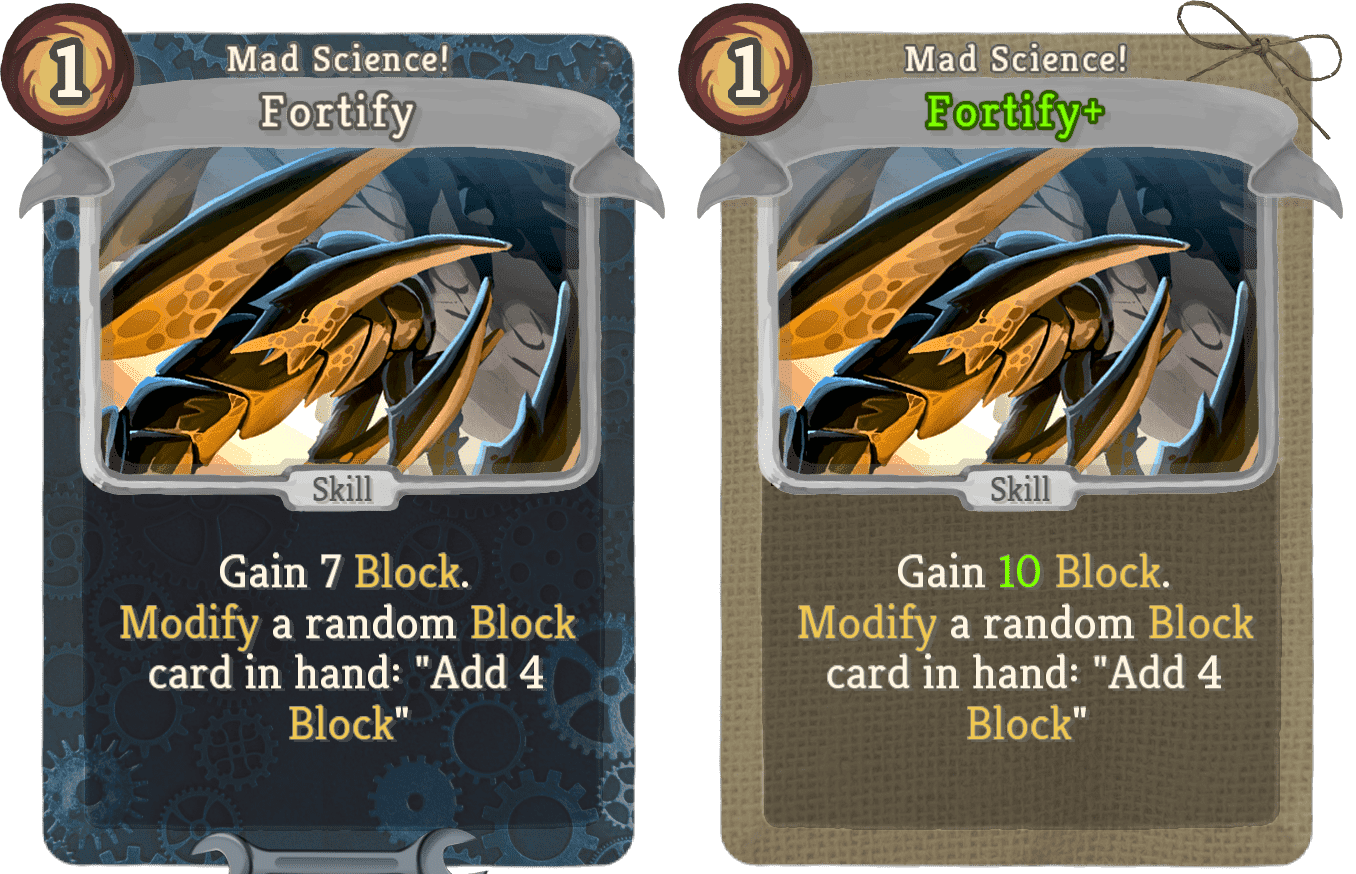 1
Mad Science!
Fortify
Skill
Gain 7 Block.
Modify a random Block
card in hand: "Add 4
Block"
1
Mad Science!
Fortify+
Skill
Gain 10 Block.
Modify a random Block
card in hand: "Add 4
Block"